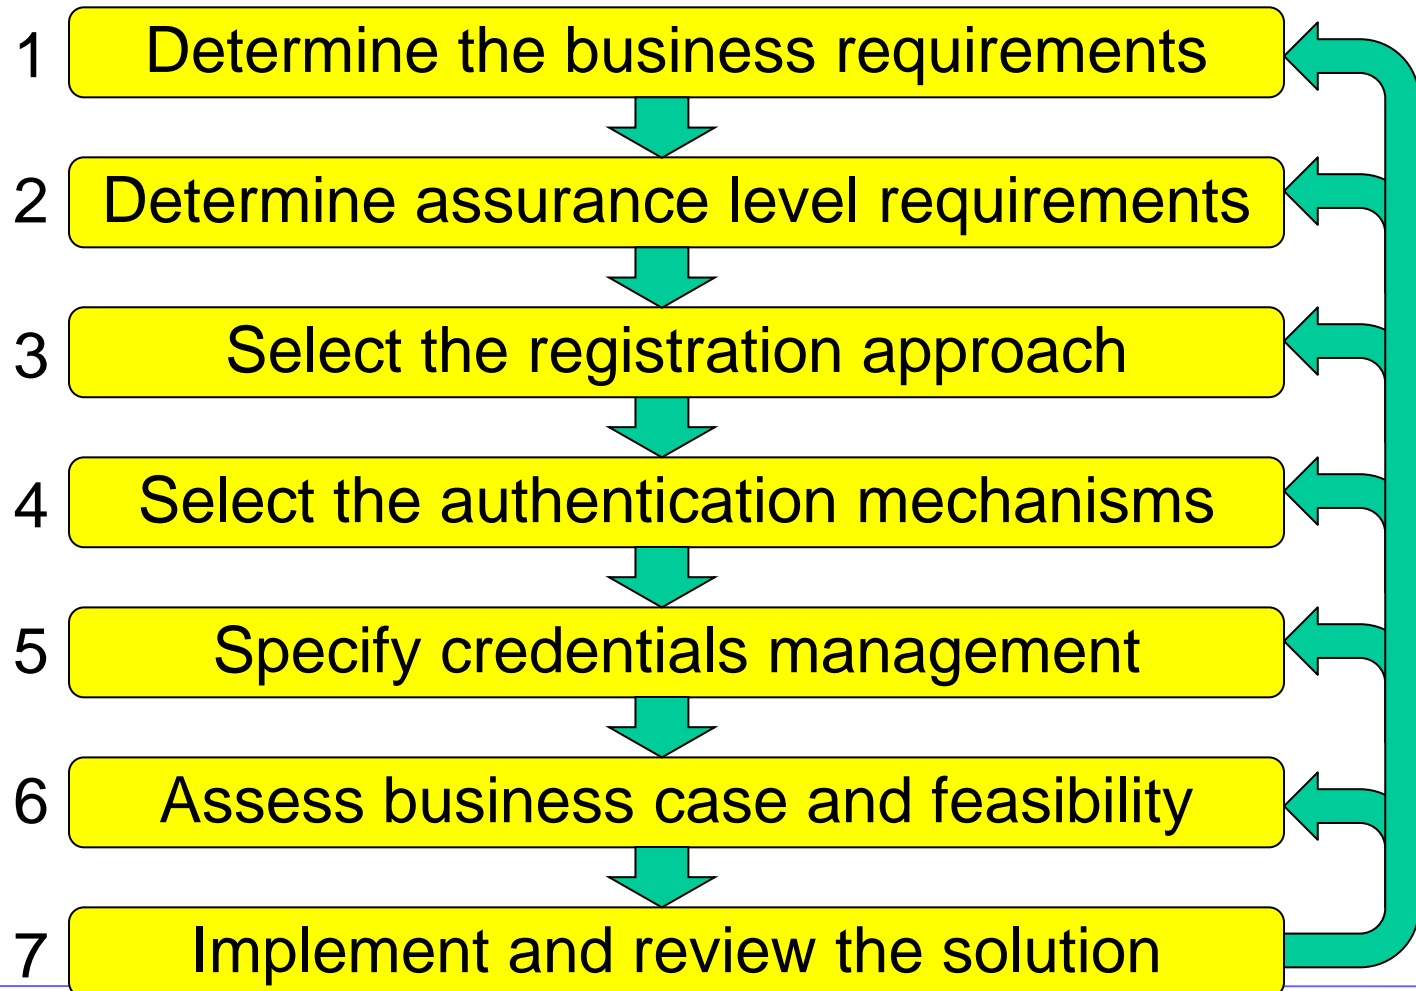 1 Determine the business requirements
2 Determine assurance level requirements
3 Select the registration approach
4 Select the authentication mechanisms
5 Specify credentials management
6 Assess business case and feasibility
7 Implement and review the solution